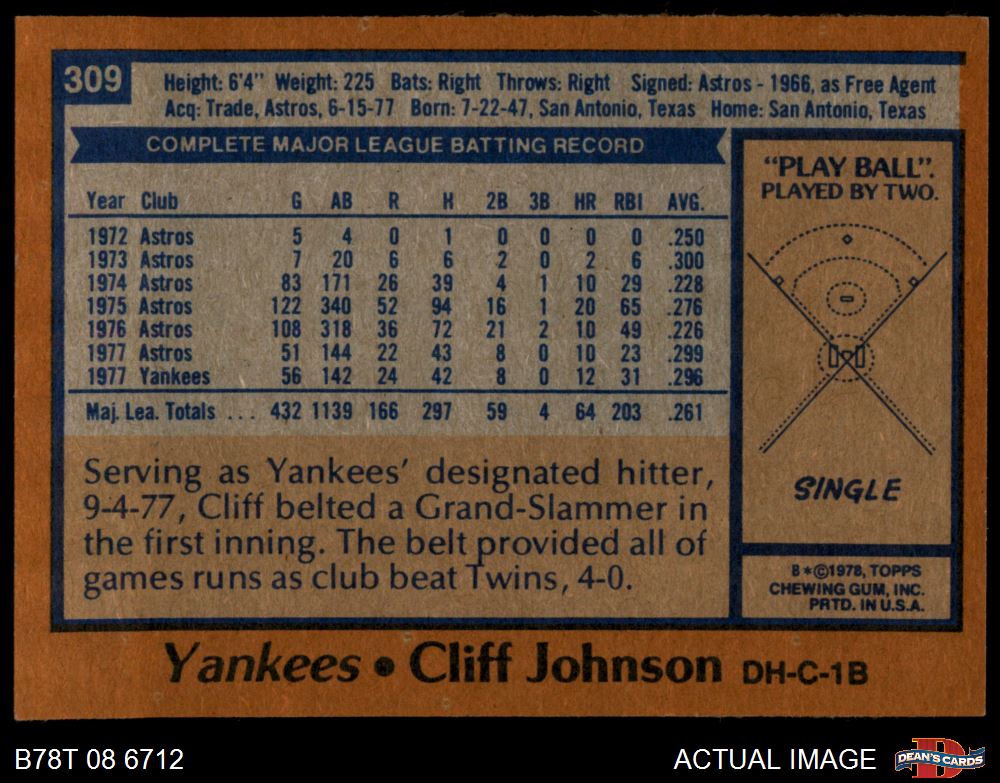 309
Height: 6'4" Weight: 225 Bats: Right Throws: Right Signed: Astros - 1966, as Free Agent
Acq: Trade, Astros, 6-15-77 Born: 7-22-47, San Antonio, Texas Home: San Antonio, Texas
COMPLETE MAJOR LEAGUE BATTING RECORD
Year Club G AB R H 2B 3B HR RBI AVG.
1972 Astros 5 4 0 1 0 0 0 0 .250
1973 Astros 7 20 6 6 2 0 2 6 .300
1974 Astros 83 171 26 39 4 1 10 29 .228
1975 Astros 122 340 52 94 16 1 20 65 .276
1976 Astros 108 318 36 72 21 2 10 49 .226
1977 Astros 51 144 22 43 8 0 10 23 .299
1977 Yankees 56 142 24 42 8 0 12 31 .296
Maj. Lea. Totals ... 432 1139 166 297 59 4 64 203 .261
Serving as Yankees' designated hitter,
9-4-77, Cliff belted a Grand-Slammer in
the first inning. The belt provided all of
games runs as club beat Twins, 4-0.
"PLAY BALL".
PLAYED BY TWO.
SINGLE
B*©1978, TOPPS
CHEWING GUM, INC.
PRTD. IN U.S.A.
Yankees • Cliff Johnson DH-C-1B
B78T 08 6712
ACTUAL IMAGE
D
DEAN'S CARDS